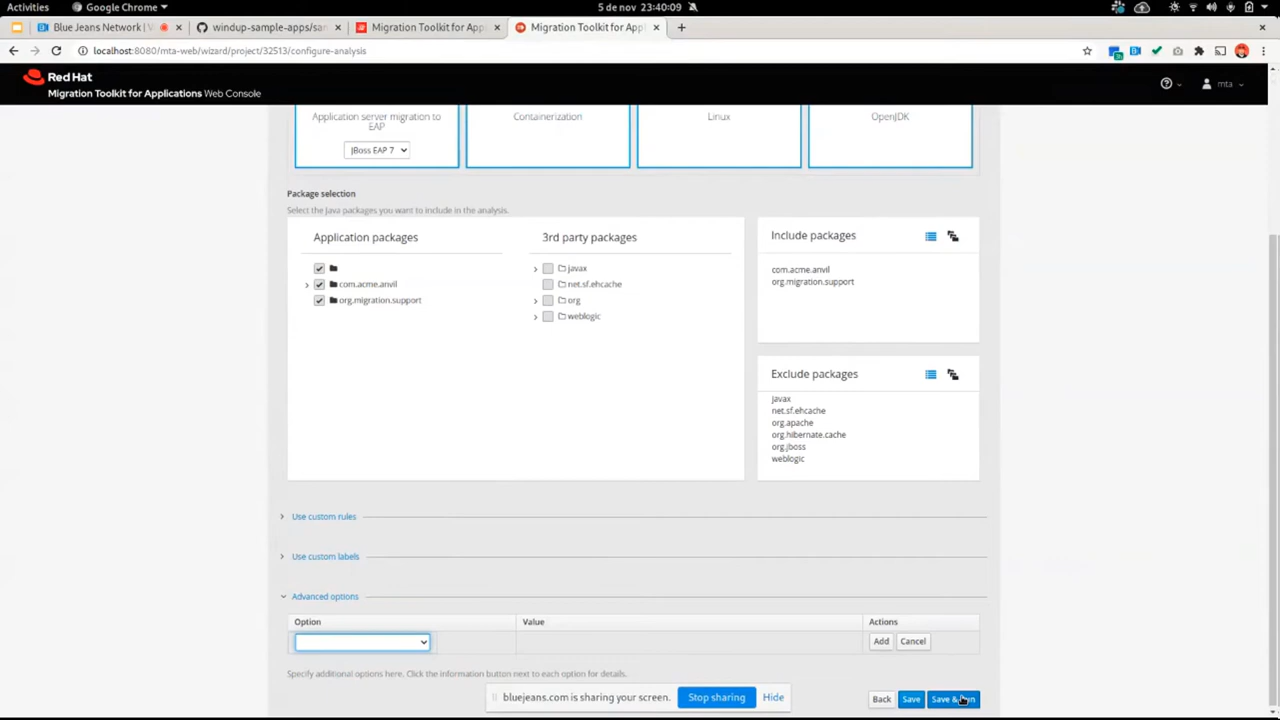 Activities
Google Chrome
5 de nov 23:40:09
Blue Jeans Network | V
windup-sample-apps/sa
Migration Toolkit for Appl
Migration Toolkit for Appl
localhost:8080/mta-web/wizard/project/32513/configure-analysis
Red Hat
Migration Toolkit for Applications Web Console
mta
Application server migration to
EAP
JBoss EAP 7
Containerization
Linux
OpenJDK
Package selection
Select the Java packages you want to include in the analysis.
Application packages
com.acme.anvil
org.migration.support
3rd party packages
javax
net.sf.ehcache
org
weblogic
Include packages
com.acme.anvil
org.migration.support
Exclude packages
javax
net.sf.ehcache
org.apache
org.hibernate.cache
org.jboss
weblogic
Use custom rules
Use custom labels
Advanced options
Option
Value
Actions
Add
Cancel
Specify additional options here. Click the information button next to each option for details.
bluejeans.com is sharing your screen.
Stop sharing
Hide
Back
Save
Save &